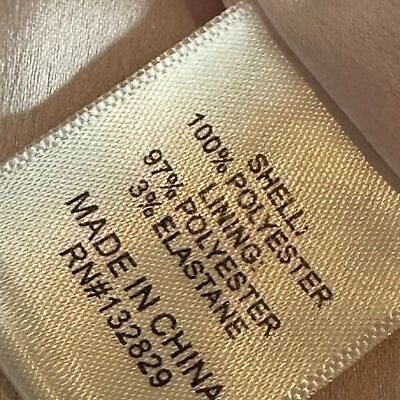 SHELL:
100% POLYESTER
LINING:
97% POLYESTER
3% ELASTANE
MADE IN CHINA
RN#132829